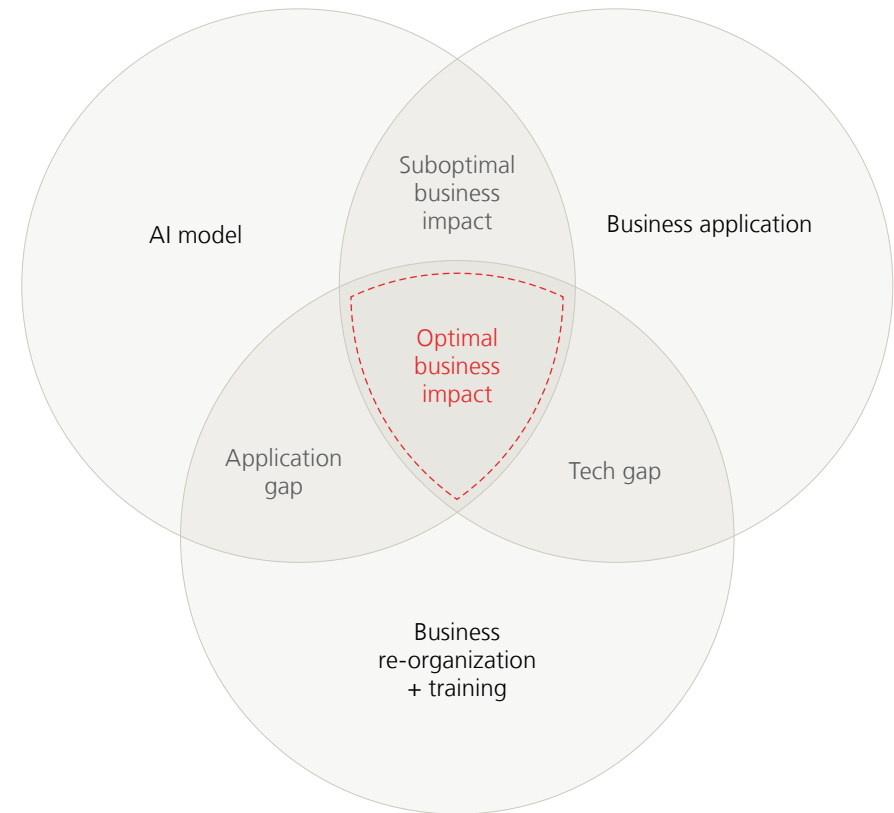 Suboptimal
business
impact
AI model
Business application
Optimal
business
impact
Application
gap
Tech gap
Business
re-organization
+ training